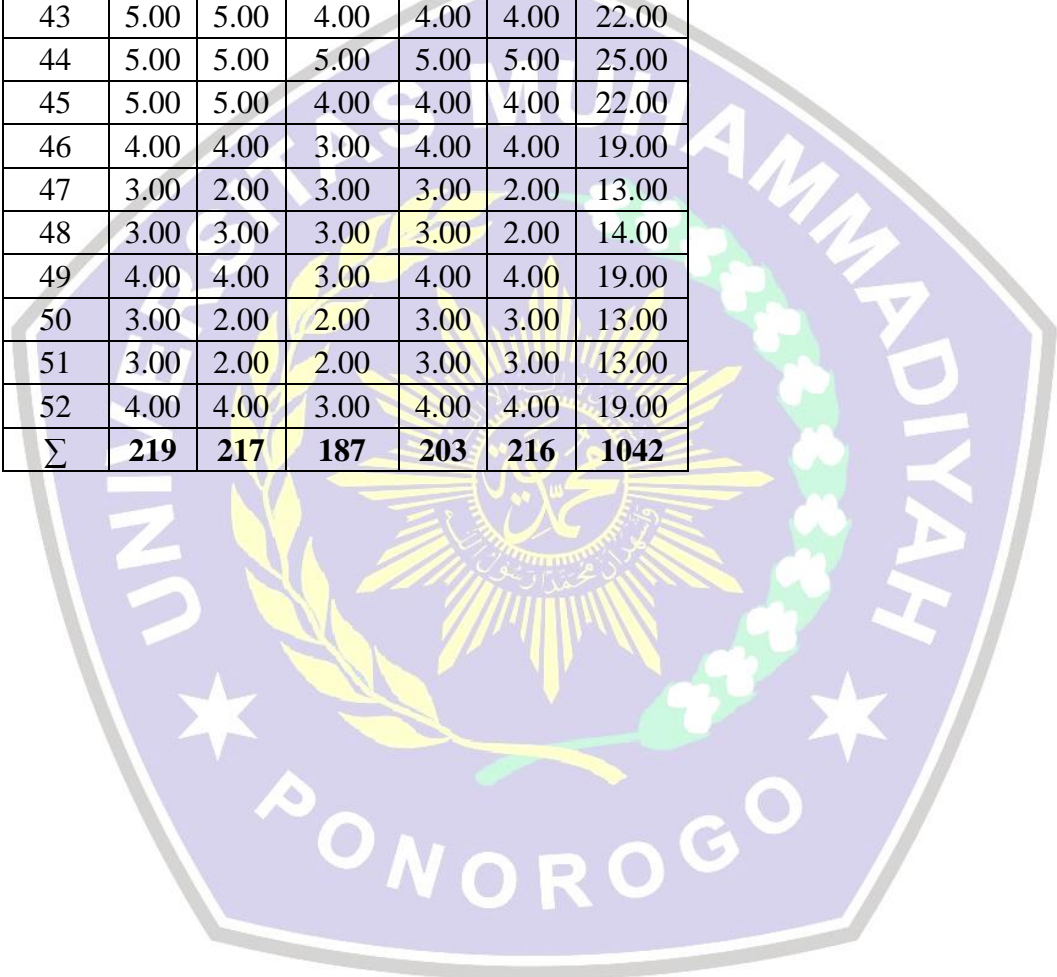 43 5.00 5.00 4.00 4.00 4.00 22.00
44 5.00 5.00 5.00 5.00 5.00 25.00
45 5.00 5.00 4.00 4.00 4.00 22.00
46 4.00 4.00 3.00 4.00 4.00 19.00
47 3.00 2.00 3.00 3.00 2.00 13.00
48 3.00 3.00 3.00 3.00 2.00 14.00
49 4.00 4.00 3.00 4.00 4.00 19.00
50 3.00 2.00 2.00 3.00 3.00 13.00
51 3.00 2.00 2.00 3.00 3.00 13.00
52 4.00 4.00 3.00 4.00 4.00 19.00
∑ 219 217 187 203 216 1042
UNIVERSITAS MUHAMMADIYAH
PONOROGO